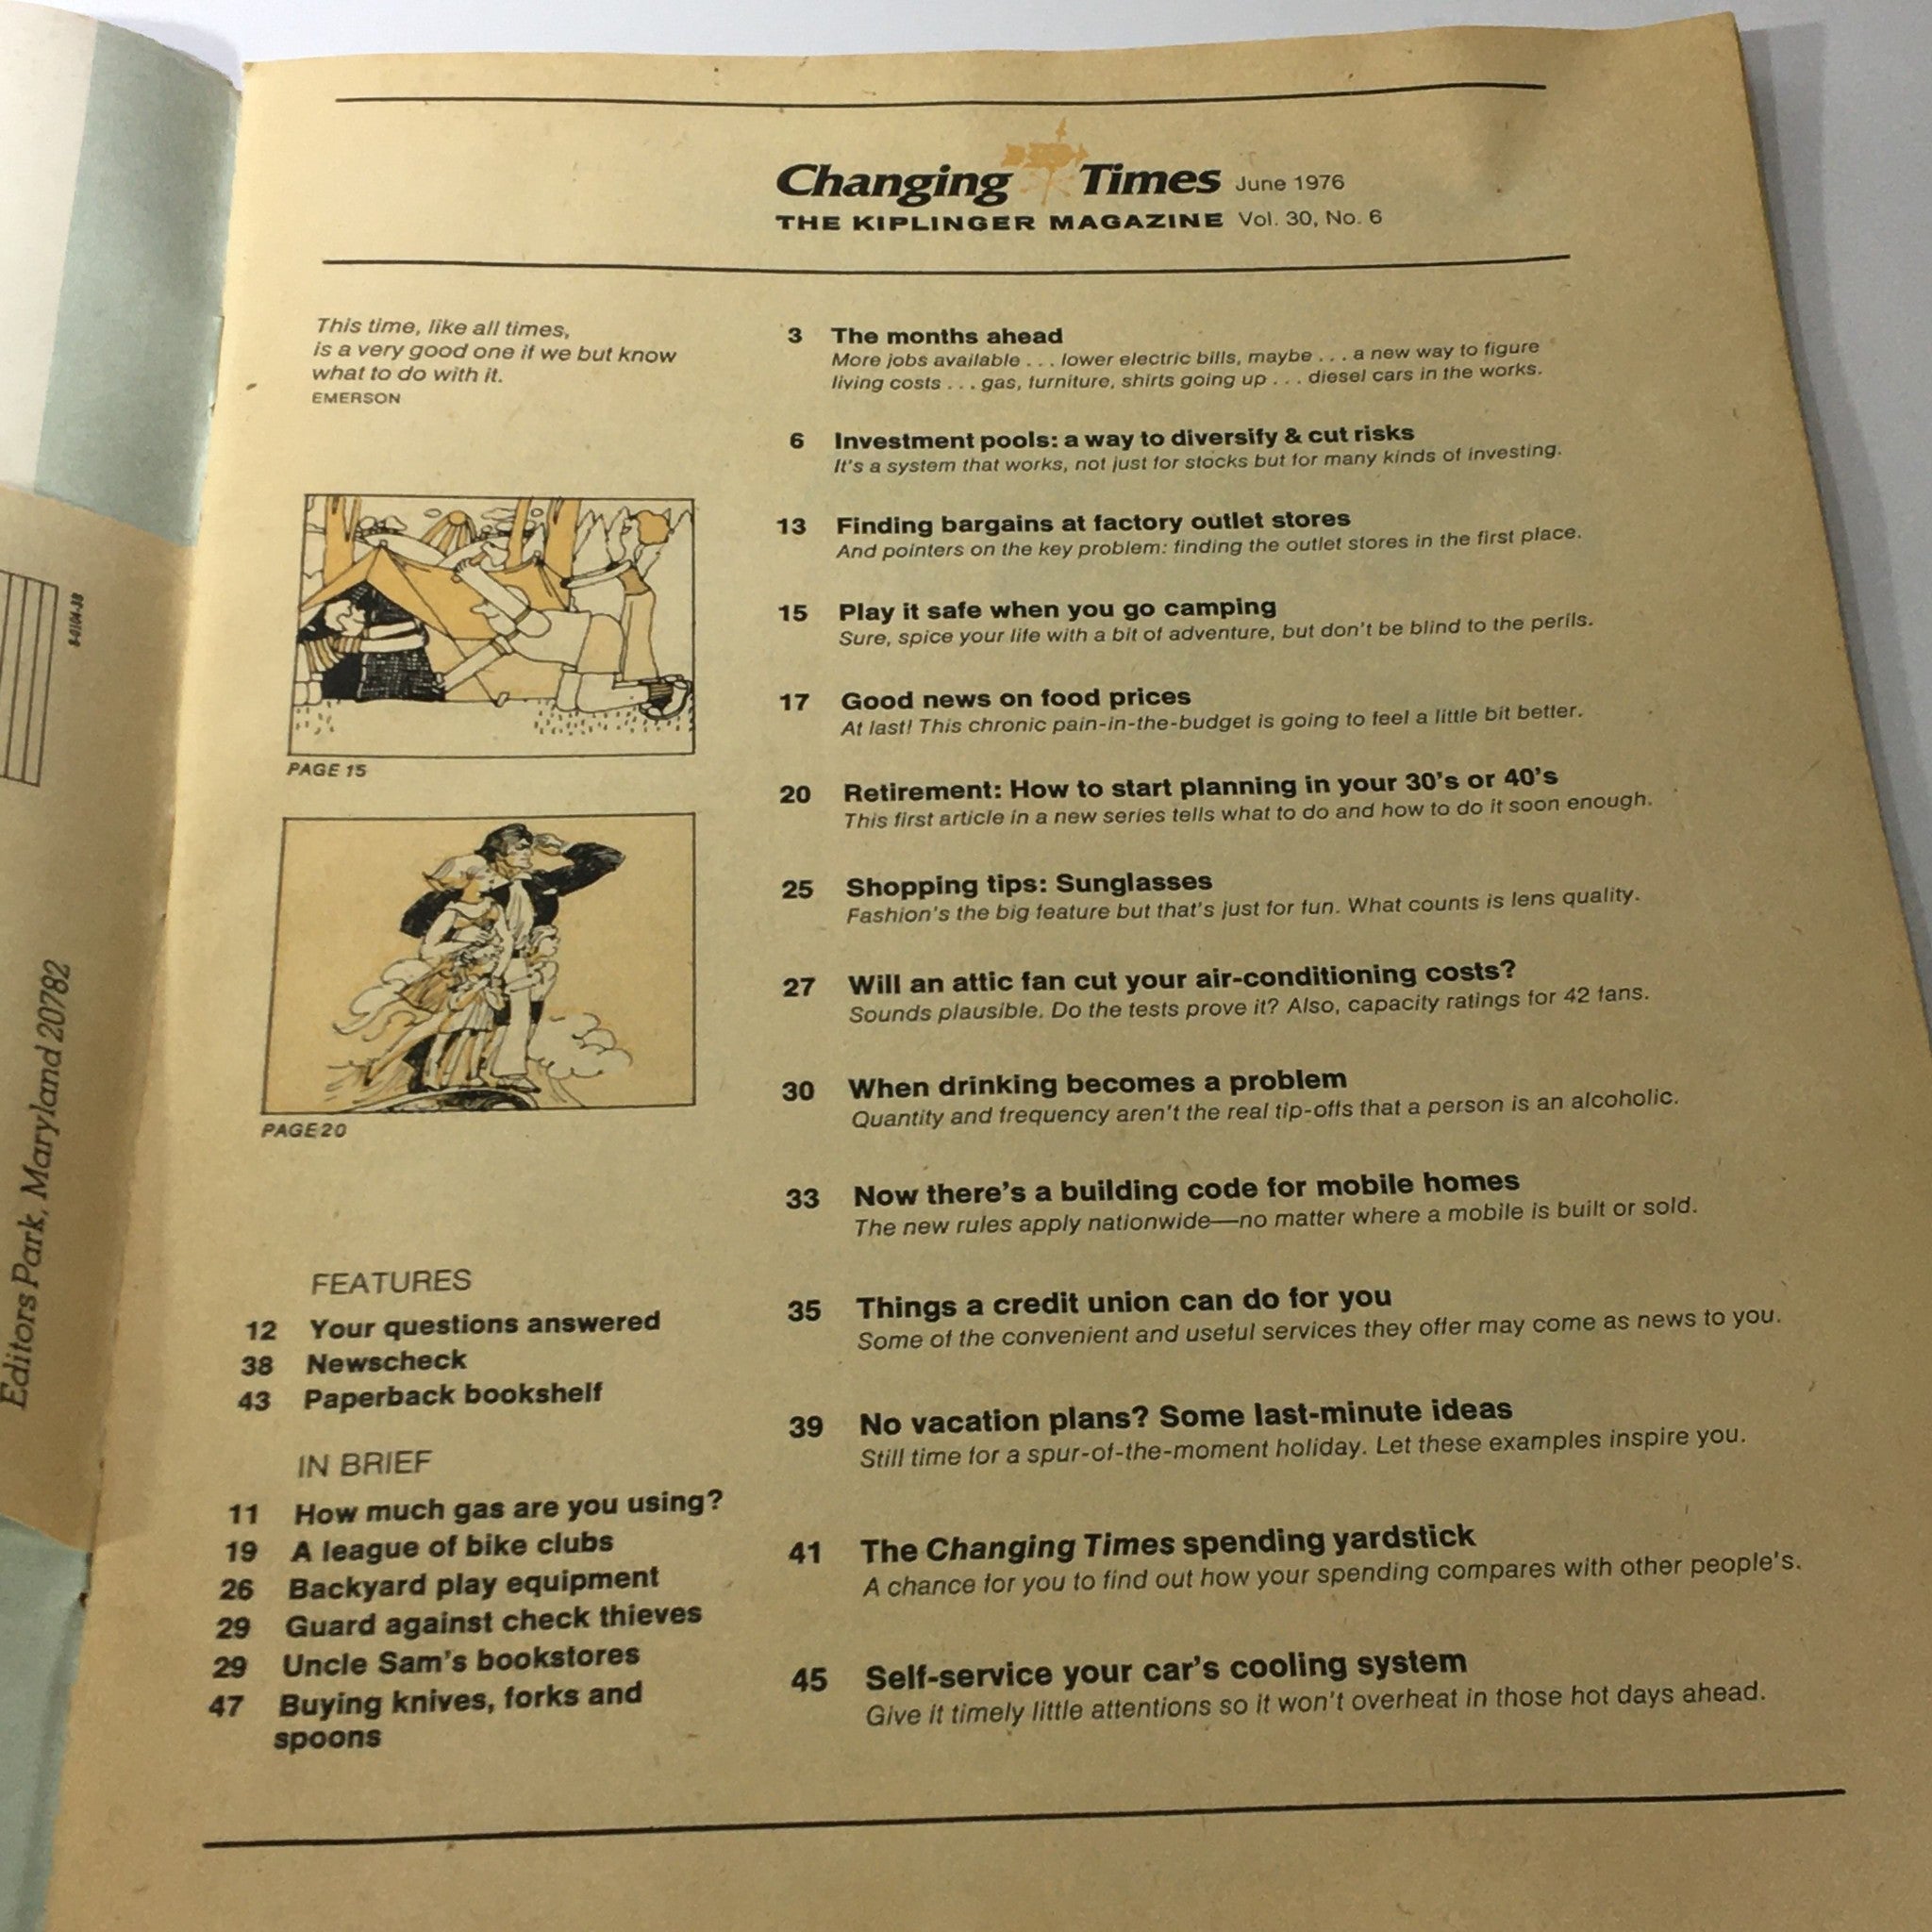 Changing Times June 1976
THE KIPLINGER MAGAZINE Vol. 30, No. 6
This time, like all times,
is a very good one if we but know
what to do with it.
EMERSON
PAGE 15
PAGE 20
FEATURES
12 Your questions answered
38 Newscheck
43 Paperback bookshelf
IN BRIEF
11 How much gas are you using?
19 A league of bike clubs
26 Backyard play equipment
29 Guard against check thieves
29 Uncle Sam's bookstores
47 Buying knives, forks and
spoons
3 The months ahead
More jobs available . . . lower electric bills, maybe . . . a new way to figure
living costs . . . gas, furniture, shirts going up . . . diesel cars in the works.
6 Investment pools: a way to diversify & cut risks
It's a system that works, not just for stocks but for many kinds of investing.
13 Finding bargains at factory outlet stores
And pointers on the key problem: finding the outlet stores in the first place.
15 Play it safe when you go camping
Sure, spice your life with a bit of adventure, but don't be blind to the perils.
17 Good news on food prices
At last! This chronic pain-in-the-budget is going to feel a little bit better.
20 Retirement: How to start planning in your 30's or 40's
This first article in a new series tells what to do and how to do it soon enough.
25 Shopping tips: Sunglasses
Fashion's the big feature but that's just for fun. What counts is lens quality.
27 Will an attic fan cut your air-conditioning costs?
Sounds plausible. Do the tests prove it? Also, capacity ratings for 42 fans.
30 When drinking becomes a problem
Quantity and frequency aren't the real tip-offs that a person is an alcoholic.
33 Now there's a building code for mobile homes
The new rules apply nationwide—no matter where a mobile is built or sold.
35 Things a credit union can do for you
Some of the convenient and useful services they offer may come as news to you.
39 No vacation plans? Some last-minute ideas
Still time for a spur-of-the-moment holiday. Let these examples inspire you.
41 The Changing Times spending yardstick
A chance for you to find out how your spending compares with other people's.
45 Self-service your car's cooling system
Give it timely little attentions so it won't overheat in those hot days ahead.
Editors Park, Maryland 20782